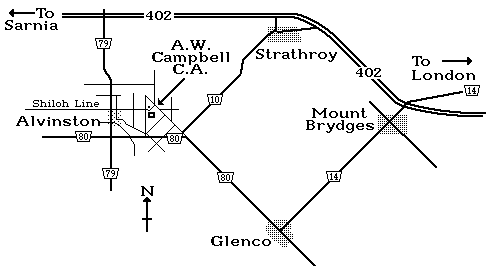 To
Sarnia
402
79
A.W.
Campbell
C.A.
Strathroy
To
London
402
14
Shiloh Line
Alvinston
10
Mount
Brydges
80
80
79
N
80
14
Glenco